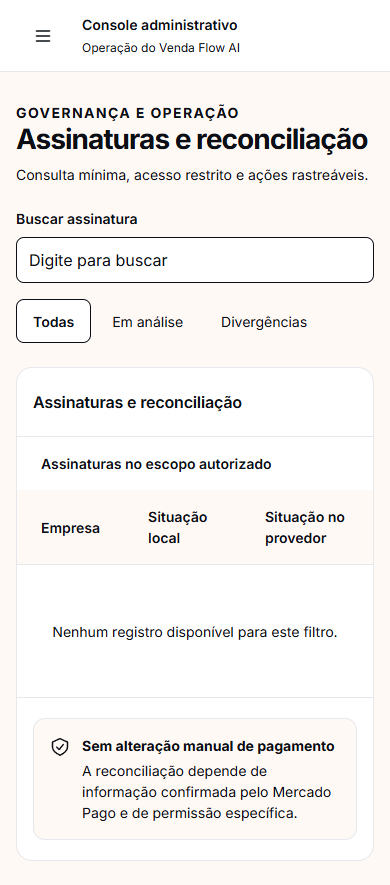 Console administrativo
Operação do Venda Flow AI
GOVERNANÇA E OPERAÇÃO
Assinaturas e reconciliação
Consulta mínima, acesso restrito e ações rastreáveis.
Buscar assinatura
Digite para buscar
Todas
Em análise
Divergências
Assinaturas e reconciliação
Assinaturas no escopo autorizado
Empresa
Situação
local
Situação no
provedor
Nenhum registro disponível para este filtro.
Sem alteração manual de pagamento
A reconciliação depende de
informação confirmada pelo Mercado
Pago e de permissão específica.